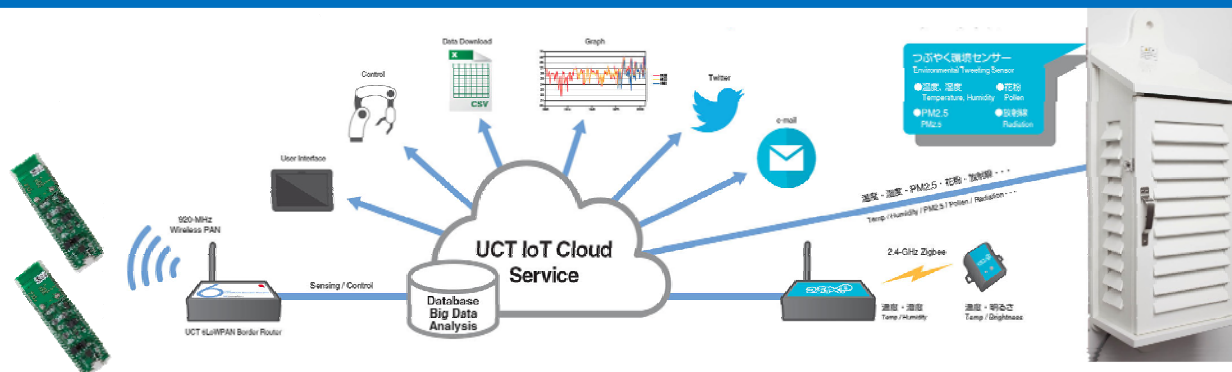 Data Download
X
CSV
Graph
Control
Twitter
e-mail
User Interface
つぶやく環境センサー
Environmental Tweeting Sensor
●温度、湿度 ●花粉
Temperature, Humidity Pollen
●PM2.5 ●放射線
PM2.5 Radiation
温度・湿度・PM2.5・花粉・放射線・・・
Temp / Humidity / PM2.5 / Pollen / Radiation・・・
920-MHz
Wireless PAN
6
UCT 6LoWPAN Border Router
Sensing / Control
UCT IoT Cloud
Service
Database
Big Data
Analysis
2.4-GHz Zigbee
温度・湿度
Temp / Humidity
温度・明るさ
Temp / Brightness